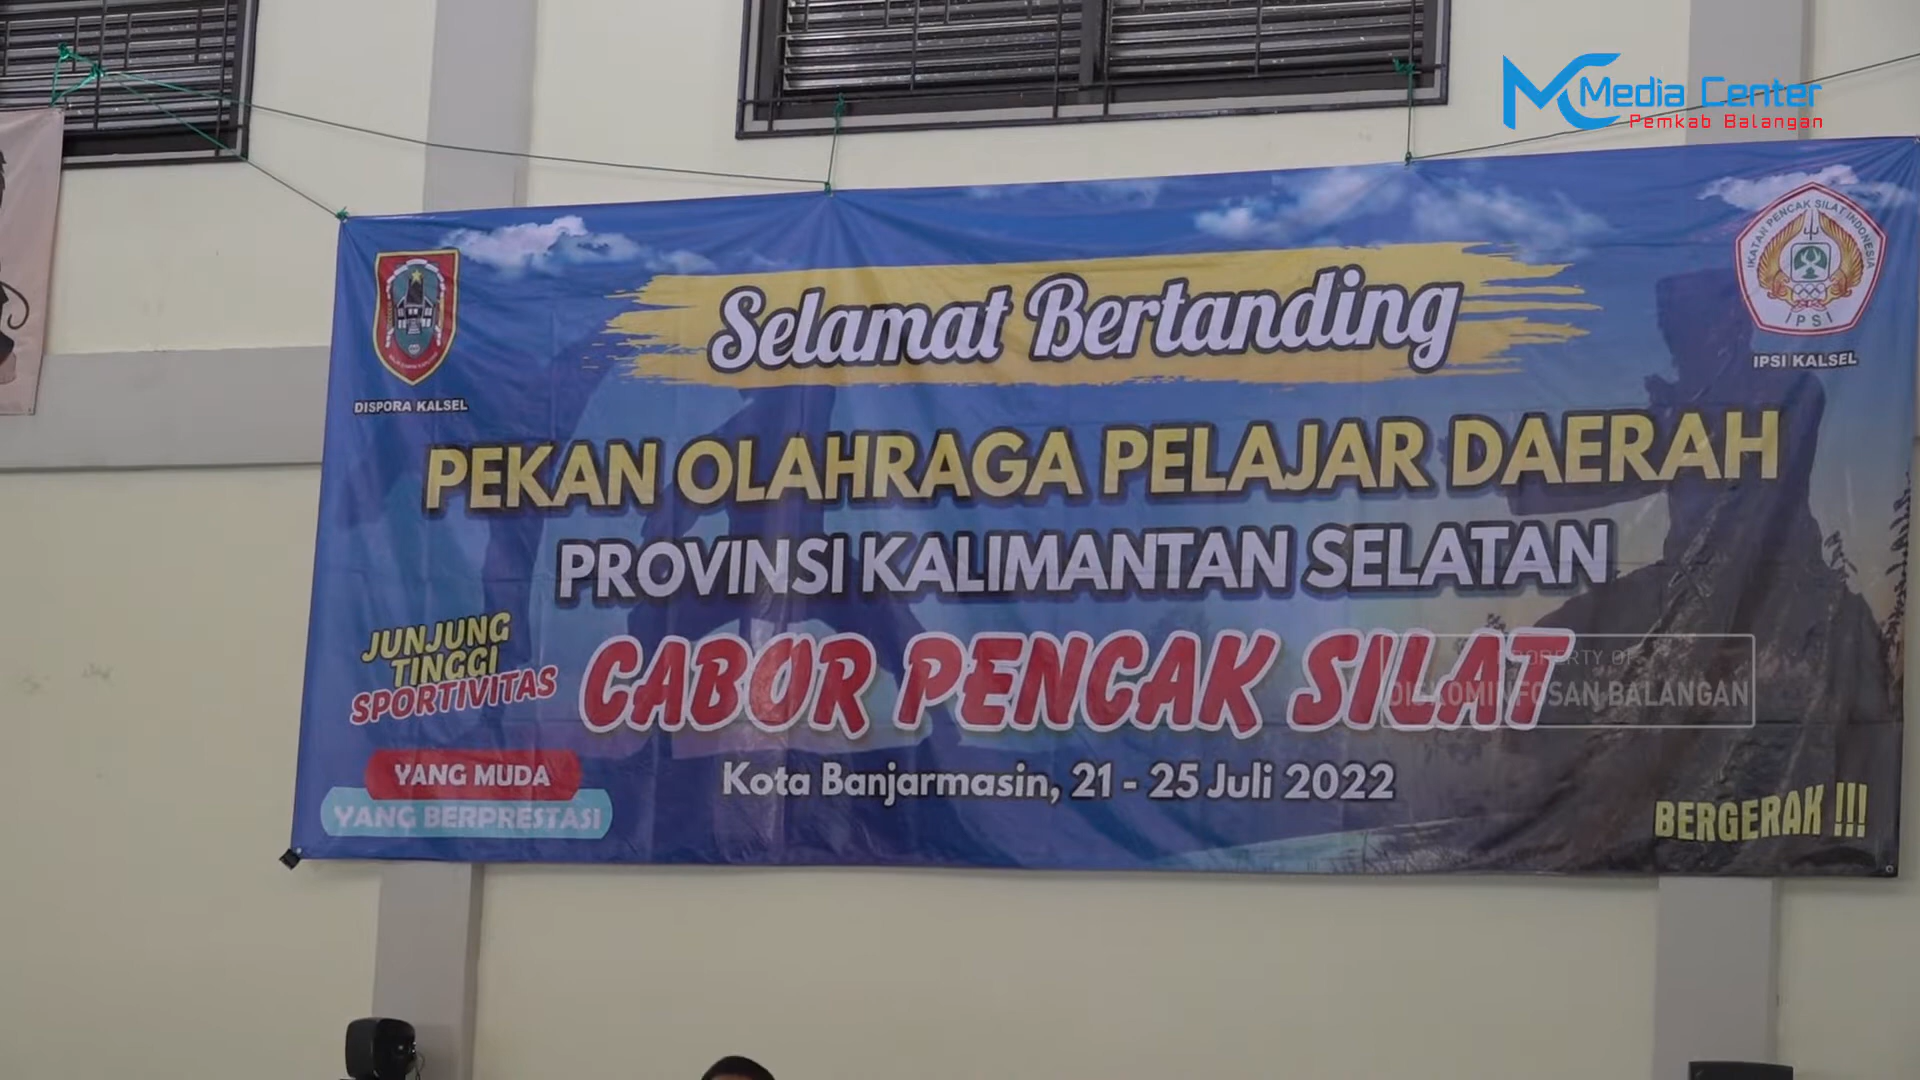 Media Center
Pemkab Balangan
IKATAN PENCAK SILAT INDONESIA
IPSI
IPSI KALSEL
DISPORA KALSEL
Selamat Bertanding
PEKAN OLAHRAGA PELAJAR DAERAH
PROVINSI KALIMANTAN SELATAN
JUNJUNG
TINGGI
SPORTIVITAS
CABOR PENCAK SILAT
PROPERTY OF
DISKOMINFOSAN BALANGAN
YANG MUDA
YANG BERPRESTASI
Kota Banjarmasin, 21 - 25 Juli 2022
BERGERAK !!!